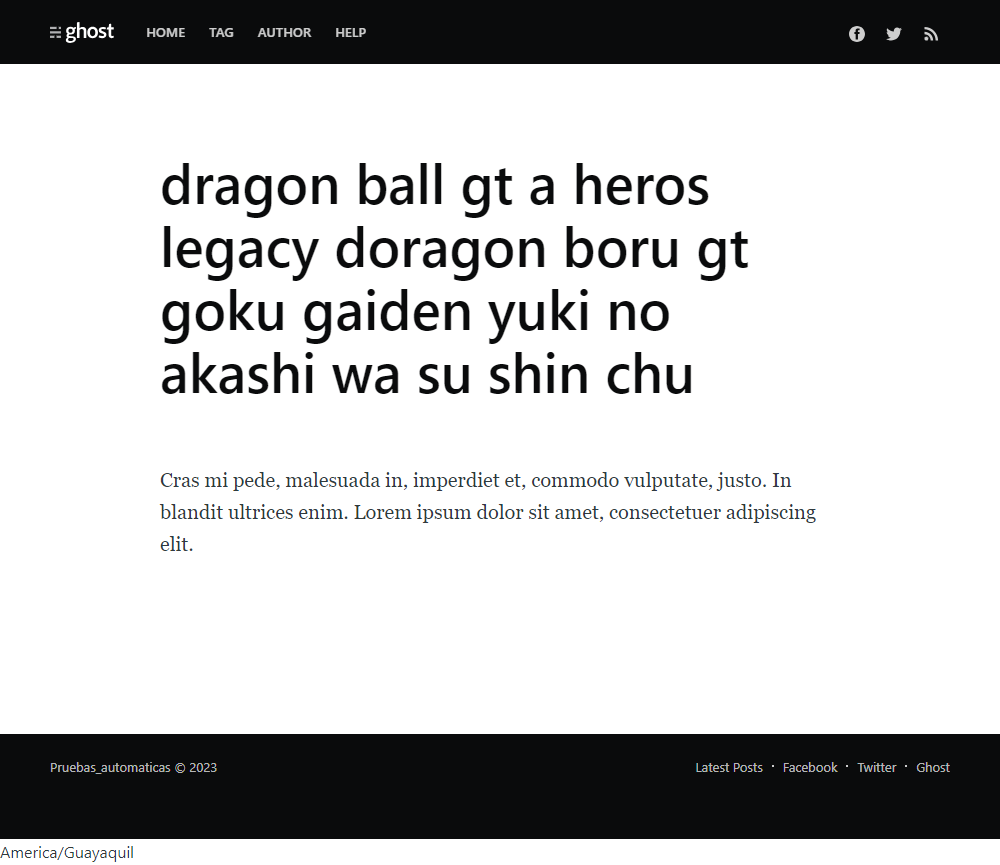 ghost HOME TAG AUTHOR HELP
dragon ball gt a heros
legacy doragon boru gt
goku gaiden yuki no
akashi wa su shin chu
Cras mi pede, malesuada in, imperdiet et, commodo vulputate, justo. In
blandit ultrices enim. Lorem ipsum dolor sit amet, consectetuer adipiscing
elit.
Pruebas_automaticas © 2023 Latest Posts · Facebook · Twitter · Ghost
America/Guayaquil